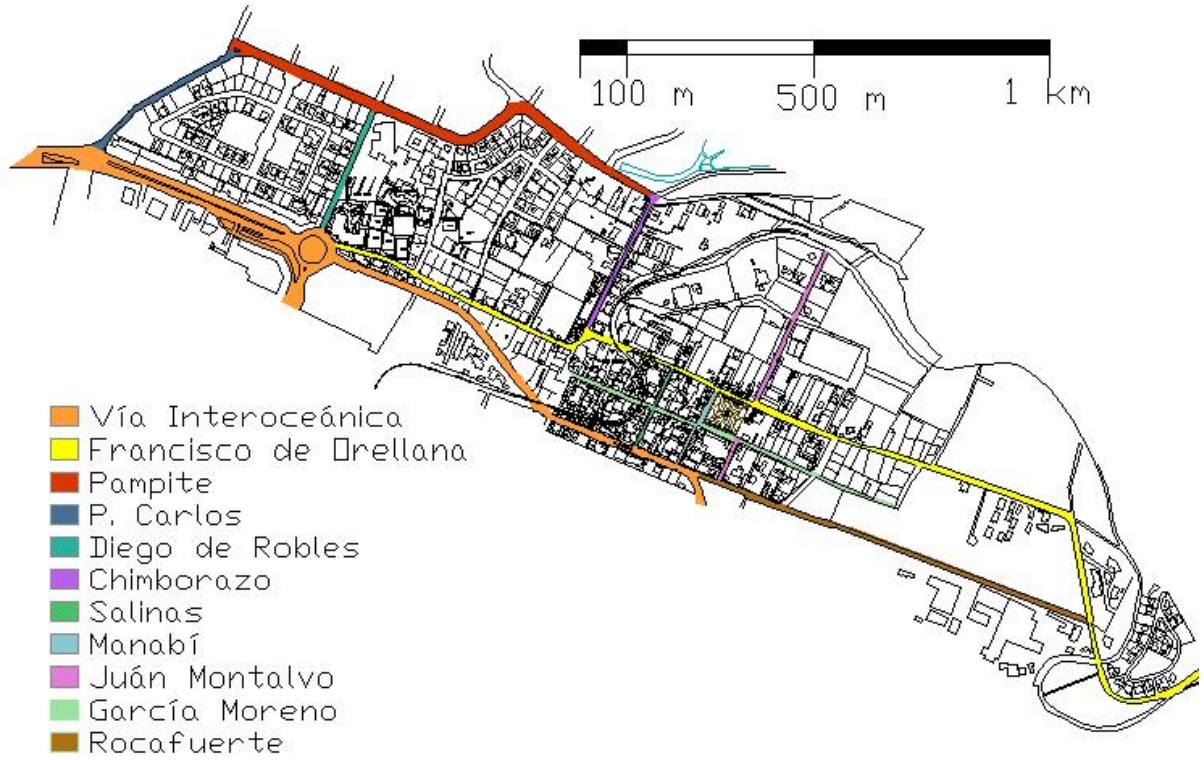 100 m 500 m 1 km
Vía Interoceánica
Francisco de Orellana
Pampite
P. Carlos
Diego de Robles
Chimborazo
Salinas
Manabí
Juán Montalvo
García Moreno
Rocafuerte